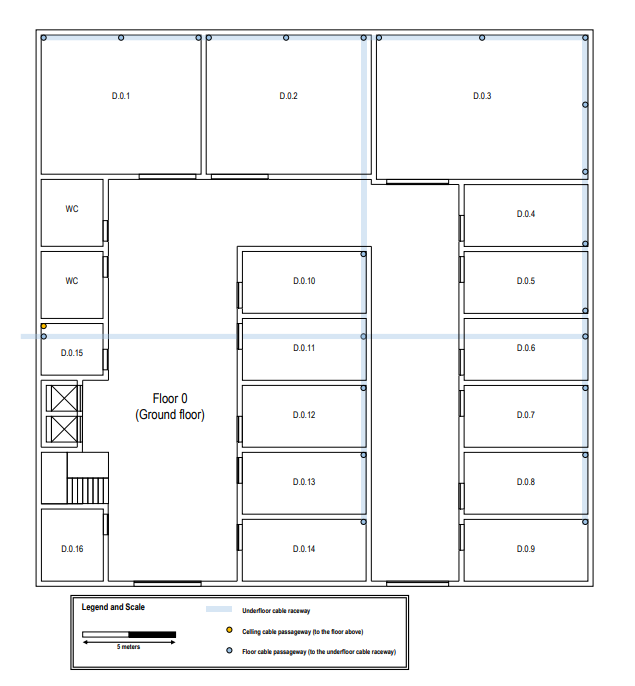 D.0.1
D.0.2
D.0.3
WC
D.0.4
WC
D.0.10
D.0.5
D.0.15
D.0.11
D.0.6
Floor 0
(Ground floor)
D.0.12
D.0.7
D.0.13
D.0.8
D.0.16
D.0.14
D.0.9
Legend and Scale
Underfloor cable raceway
Celling cable passageway (to the floor above)
5 meters
Floor cable passageway (to the underfloor cable raceway)